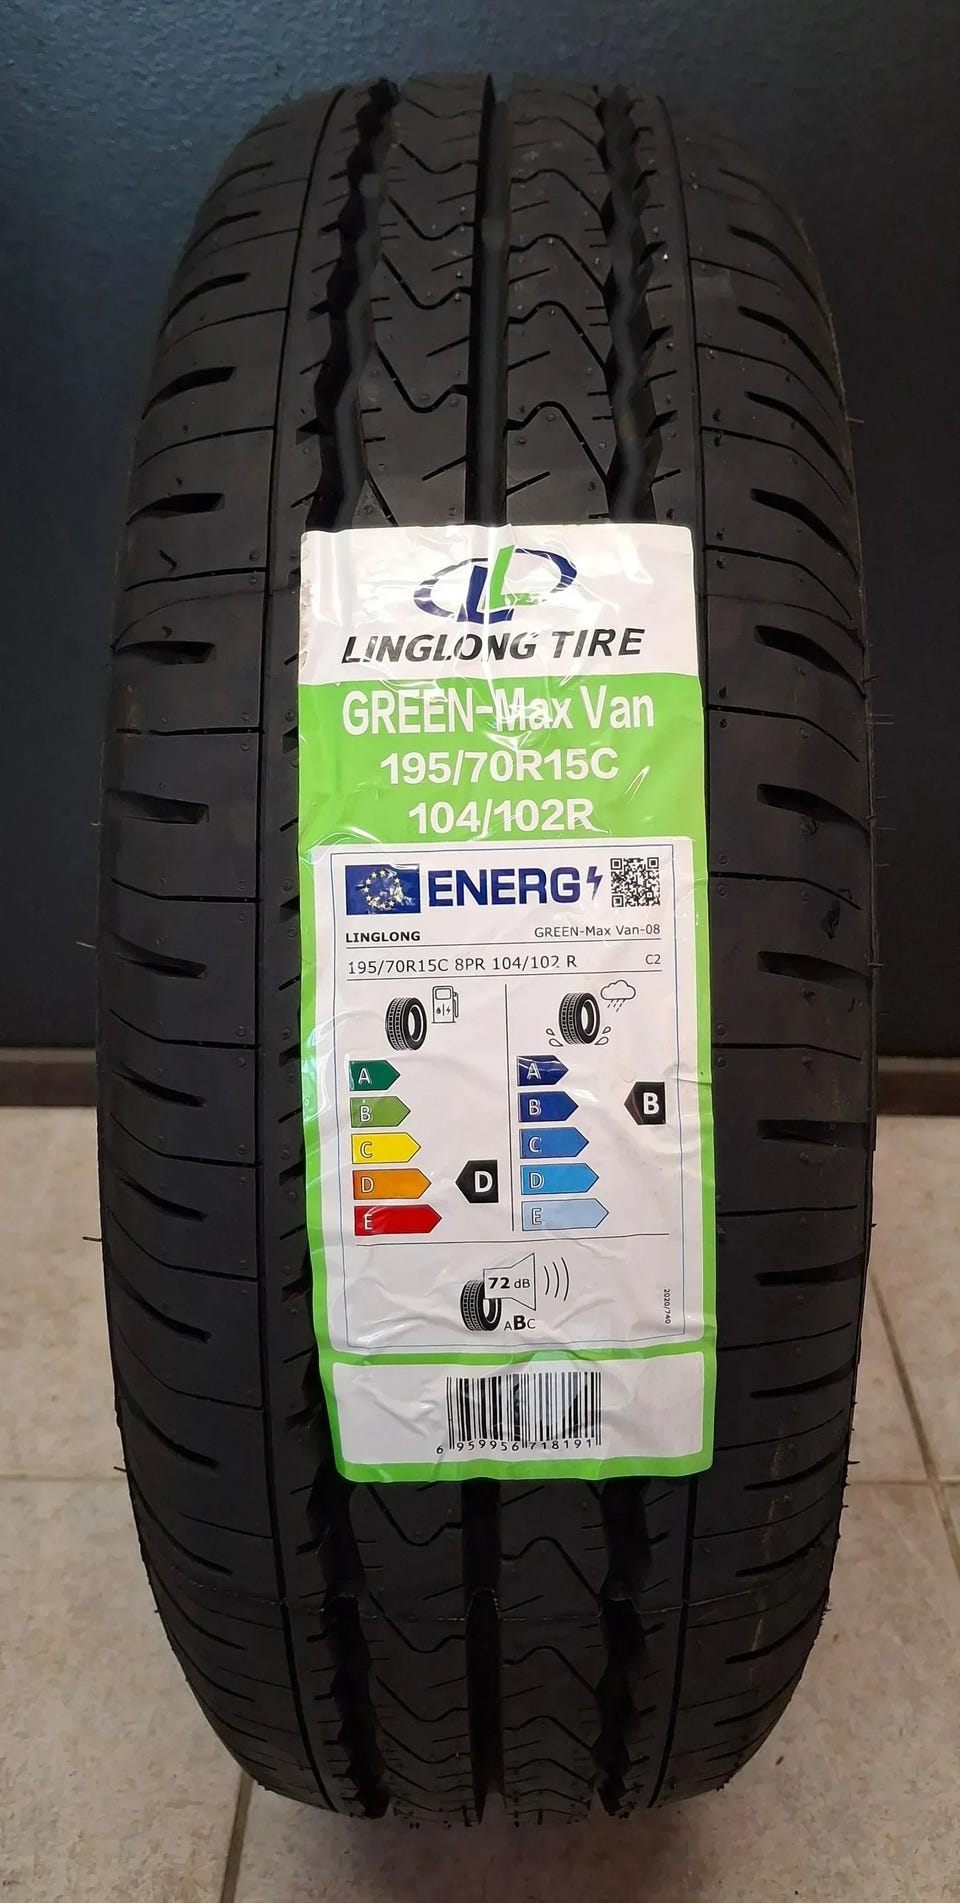 LINGLONG TIRE
GREEN-Max Van
195/70R15C
104/102R
ENERG
LINGLONG GREEN-Max Van-08
195/70R15C 8PR 104/102 R C2
A A
B B B
C C
D D D
E E
72 dB
ABC
2020/740
6 959956 718191